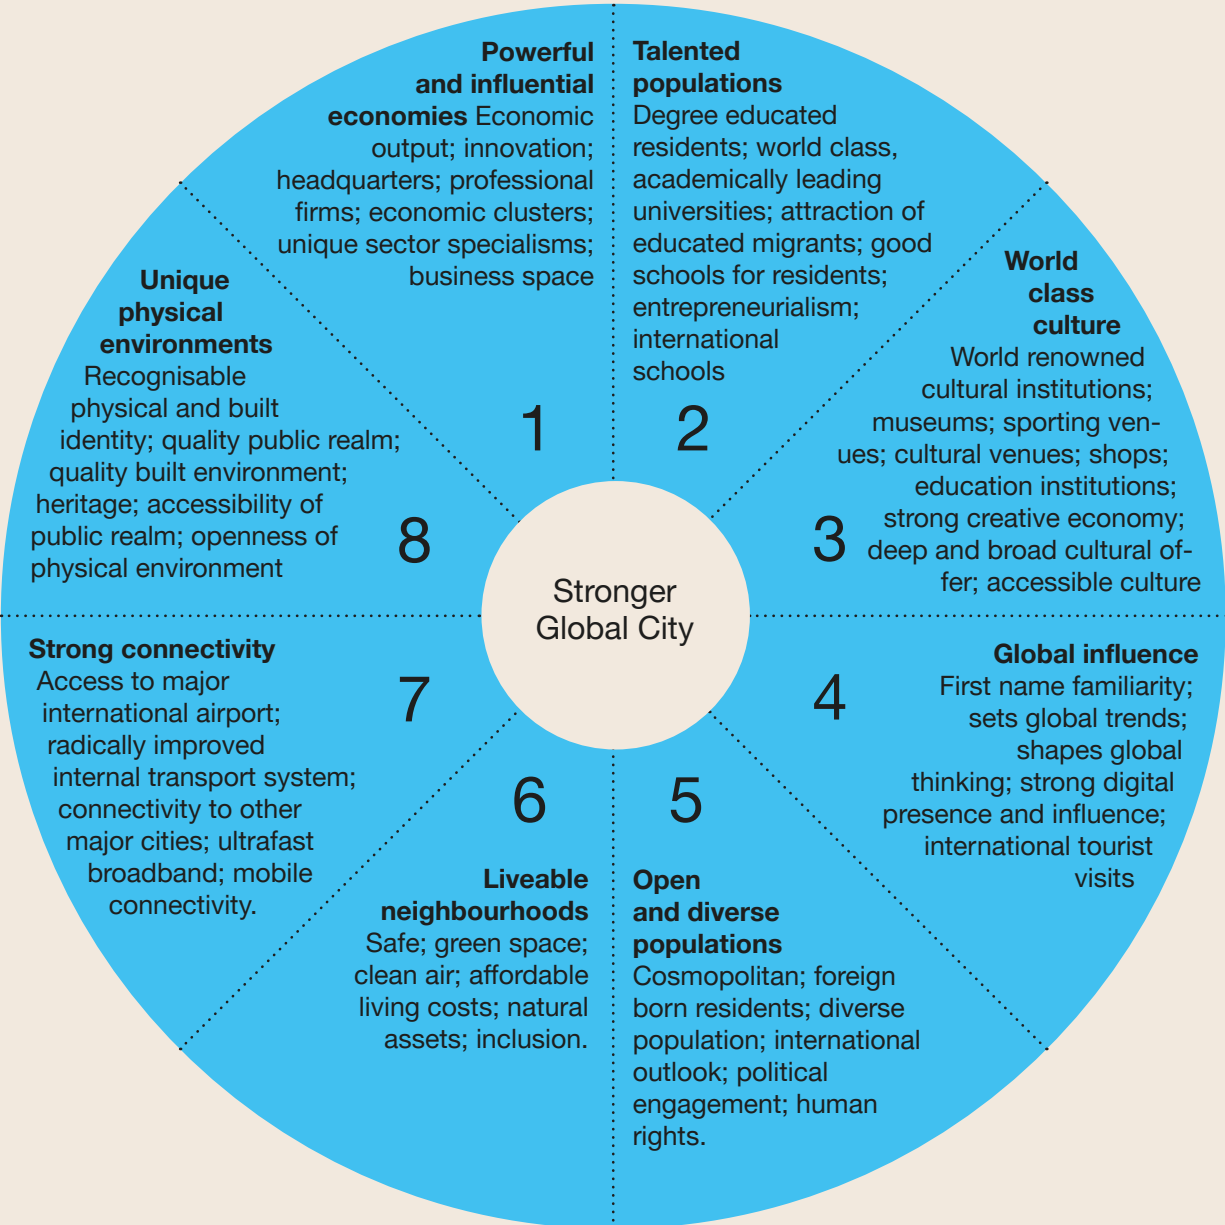 Powerful
and influential
economies Economic
output; innovation;
headquarters; professional
firms; economic clusters;
unique sector specialisms;
business space
1
Talented
populations
Degree educated
residents; world class,
academically leading
universities; attraction of
educated migrants; good
schools for residents;
entrepreneurialism;
international
schools
2
World
class
culture
World renowned
cultural institutions;
museums; sporting ven-
ues; cultural venues; shops;
education institutions;
strong creative economy;
deep and broad cultural of-
fer; accessible culture
3
Global influence
First name familiarity;
sets global trends;
shapes global
thinking; strong digital
presence and influence;
international tourist
visits
4
5
Open
and diverse
populations
Cosmopolitan; foreign
born residents; diverse
population; international
outlook; political
engagement; human
rights.
6
Liveable
neighbourhoods
Safe; green space;
clean air; affordable
living costs; natural
assets; inclusion.
7
Strong connectivity
Access to major
international airport;
radically improved
internal transport system;
connectivity to other
major cities; ultrafast
broadband; mobile
connectivity.
8
Unique
physical
environments
Recognisable
physical and built
identity; quality public realm;
quality built environment;
heritage; accessibility of
public realm; openness of
physical environment
Stronger
Global City